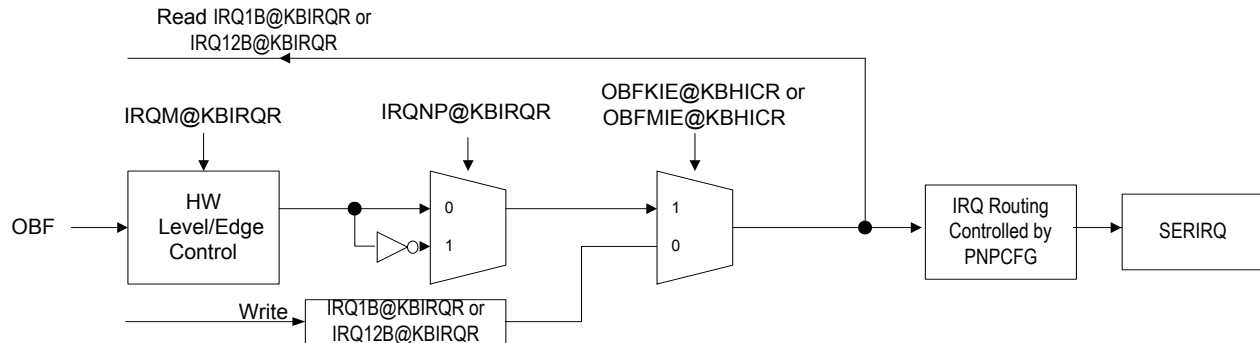 Read IRQ1B@KBIRQR or
IRQ12B@KBIRQR
OBFKIE@KBHICR or
OBFMIE@KBHICR
IRQM@KBIRQR
IRQNP@KBIRQR
HW
Level/Edge
Control
OBF
0
1
1
0
IRQ Routing
Controlled by
PNPCFG
SERIRQ
Write
IRQ1B@KBIRQR or
IRQ12B@KBIRQR